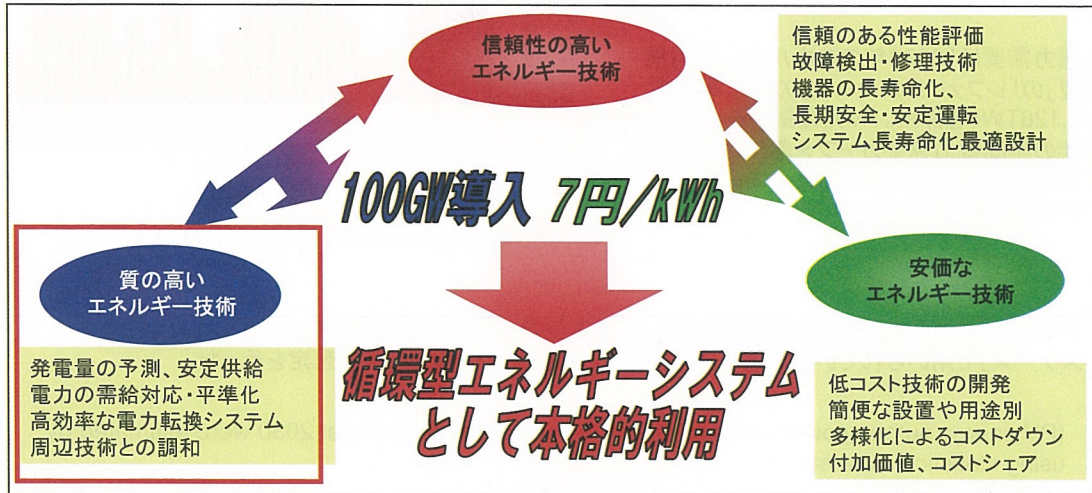 信頼性の高い
エネルギー技術
信頼のある性能評価
故障検出・修理技術
機器の長寿命化、
長期安全・安定運転
システム長寿命化最適設計
100GW導入 7円/kWh
質の高い
エネルギー技術
安価な
エネルギー技術
発電量の予測、安定供給
電力の需給対応・平準化
高効率な電力転換システム
周辺技術との調和
循環型エネルギーシステム
として本格的利用
低コスト技術の開発
簡便な設置や用途別
多様化によるコストダウン
付加価値、コストシェア